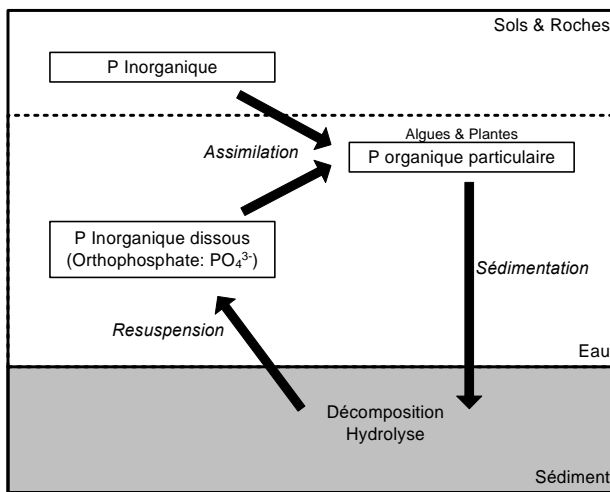 Sols & Roches
P Inorganique
Algues & Plantes
Assimilation
P organique particulaire
P Inorganique dissous
(Orthophosphate: PO₄³⁻)
Sédimentation
Resuspension
Eau
Décomposition
Hydrolyse
Sédiment